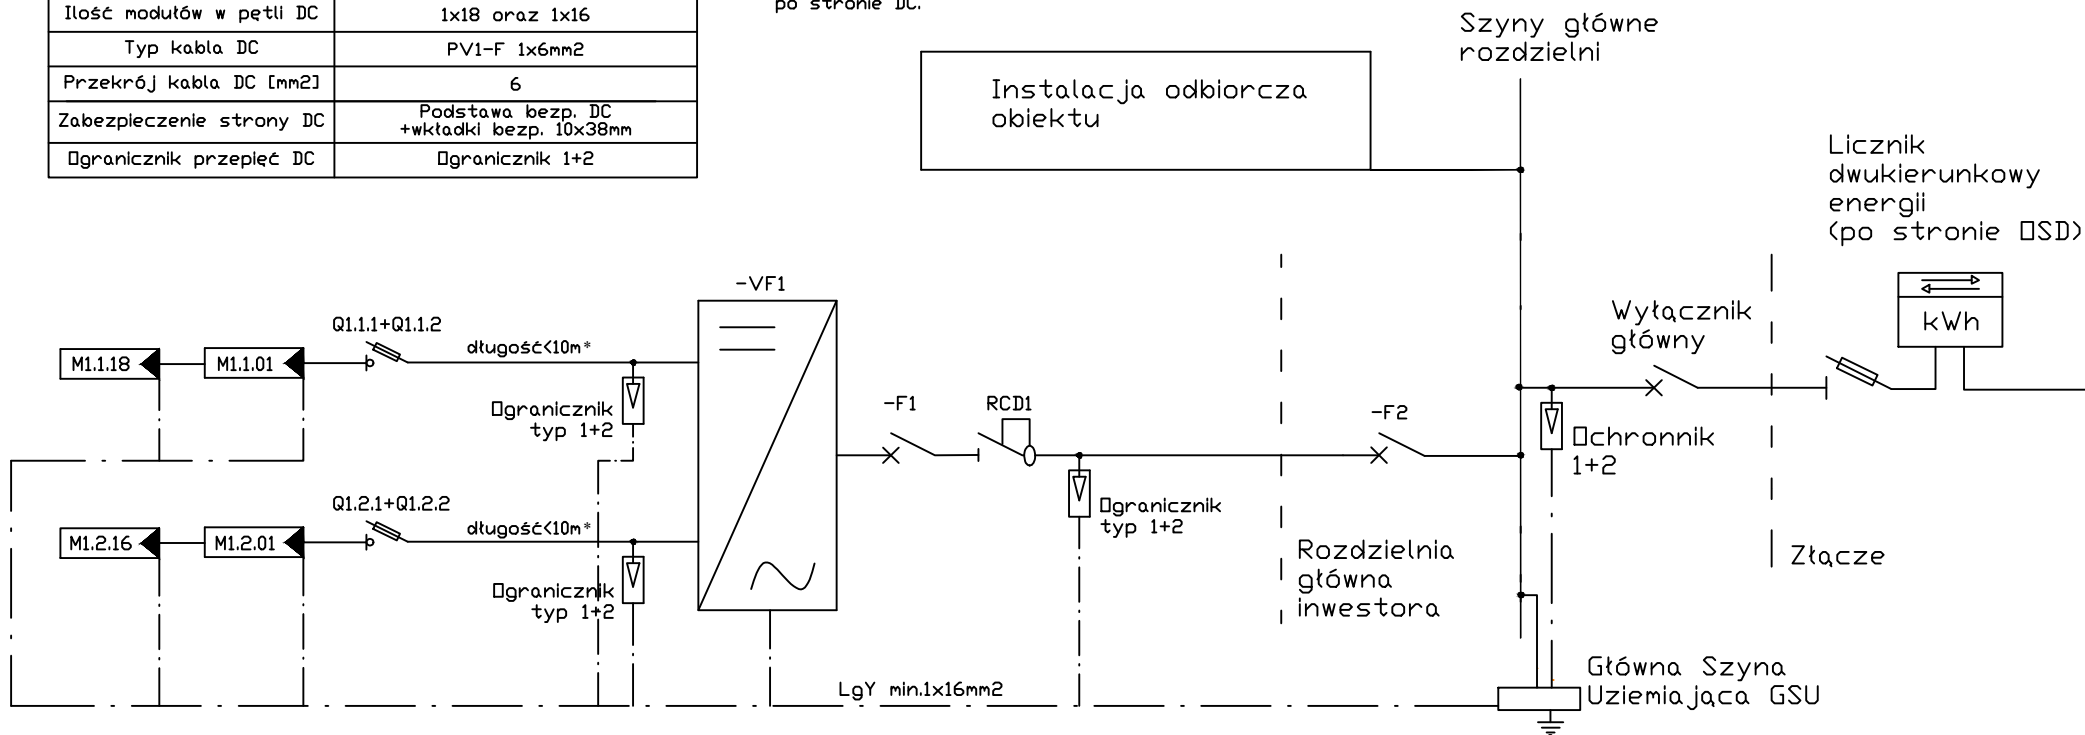 Ilość modułów w pętli DC 1x18 oraz 1x16
Typ kabla DC PV1-F 1x6mm2
Przekrój kabla DC [mm2] 6
Zabezpieczenie strony DC Podstawa bezp. DC
+wkładki bezp. 10x38mm
Ogranicznik przepięć DC Ogranicznik 1+2
po stronie DC.
Szyny główne
rozdzielni
Instalacja odbiorcza
obiektu
Licznik
dwukierunkowy
energii
(po stronie OSD)
kWh
Wyłącznik
główny
-VF1
Q1.1.1+Q1.1.2
długość<10m*
M1.1.18
M1.1.01
Ogranicznik
typ 1+2
-F1
RCD1
-F2
Ochronnik
1+2
Q1.2.1+Q1.2.2
długość<10m*
M1.2.16
M1.2.01
Ogranicznik
typ 1+2
Ogranicznik
typ 1+2
Rozdzielnia
główna
inwestora
Złącze
LgY min.1x16mm2
Główna Szyna
Uziemiająca GSU